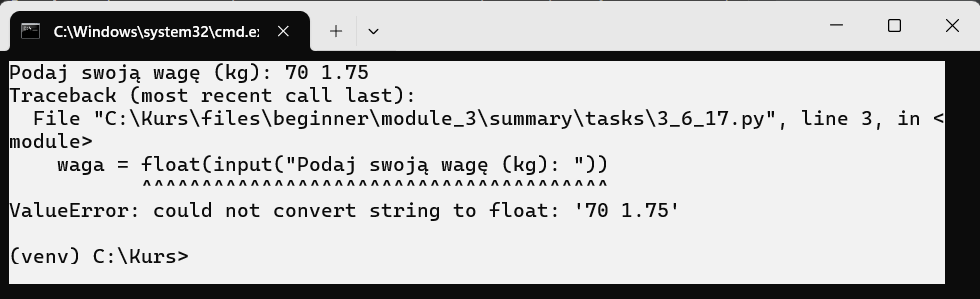 C:\Windows\system32\cmd.e:
Podaj swoją wagę (kg): 70 1.75
Traceback (most recent call last):
  File "C:\Kurs\files\beginner\module_3\summary\tasks\3_6_17.py", line 3, in <
module>
    waga = float(input("Podaj swoją wagę (kg): "))
           ^^^^^^^^^^^^^^^^^^^^^^^^^^^^^^^^^^^^^^^
ValueError: could not convert string to float: '70 1.75'
(venv) C:\Kurs>